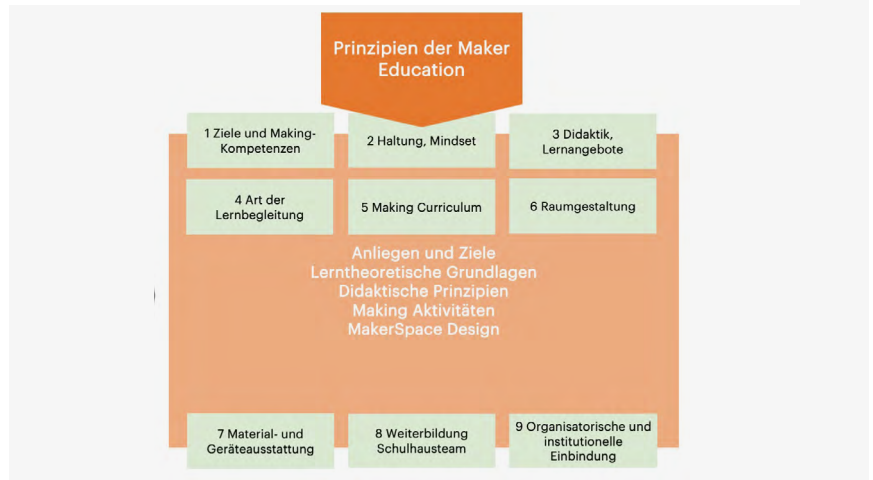 Prinzipien der Maker
Education
1 Ziele und Making-
Kompetenzen
2 Haltung, Mindset
3 Didaktik,
Lernangebote
4 Art der
Lernbegleitung
5 Making Curriculum
6 Raumgestaltung
Anliegen und Ziele
Lerntheoretische Grundlagen
Didaktische Prinzipien
Making Aktivitäten
MakerSpace Design
7 Material- und
Geräteausstattung
8 Weiterbildung
Schulhausteam
9 Organisatorische und
institutionelle
Einbindung